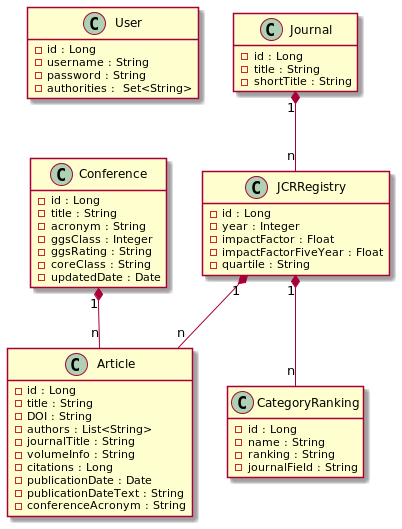 C User
id : Long
username : String
password : String
authorities : Set<String>
C Journal
id : Long
title : String
shortTitle : String
1
n
C Conference
id : Long
title : String
acronym : String
ggsClass : Integer
ggsRating : String
coreClass : String
updatedDate : Date
C JCRRegistry
id : Long
year : Integer
impactFactor : Float
impactFactorFiveYear : Float
quartile : String
1
n
1
n
1
n
C Article
id : Long
title : String
DOI : String
authors : List<String>
journalTitle : String
volumeInfo : String
citations : Long
publicationDate : Date
publicationDateText : String
conferenceAcronym : String
C CategoryRanking
id : Long
name : String
ranking : String
journalField : String